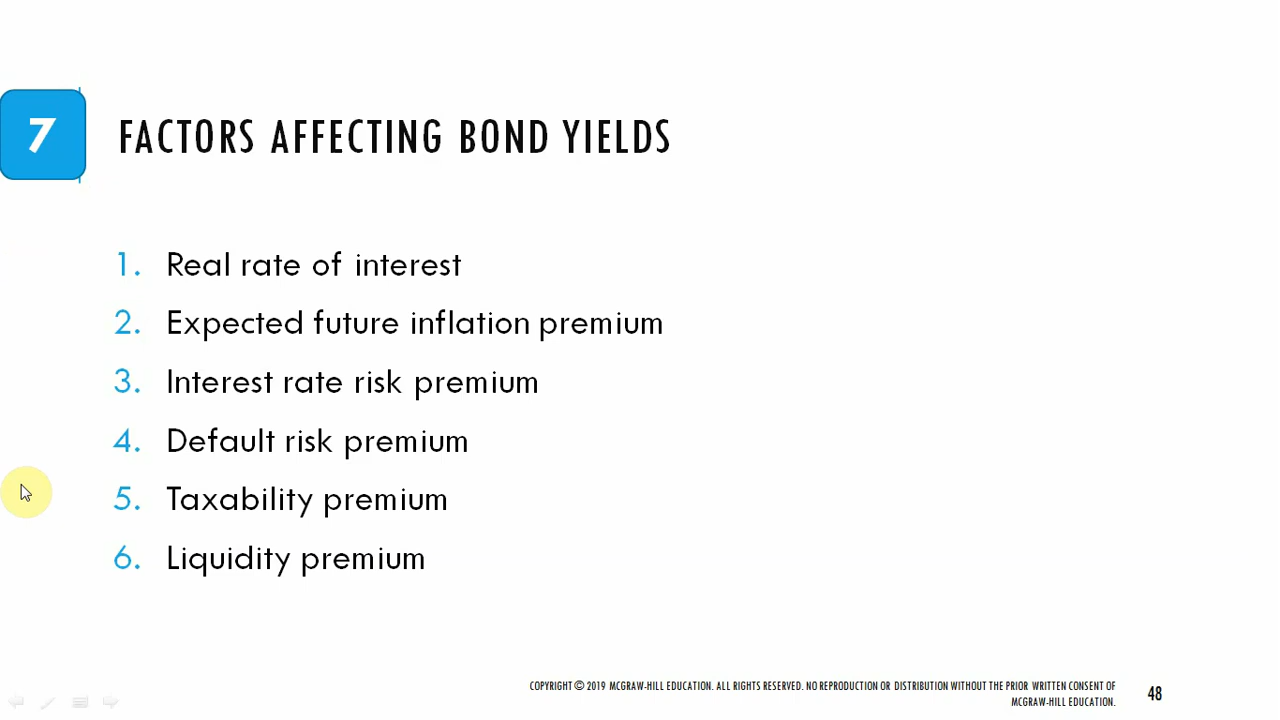 7
FACTORS AFFECTING BOND YIELDS
1. Real rate of interest
2. Expected future inflation premium
3. Interest rate risk premium
4. Default risk premium
5. Taxability premium
6. Liquidity premium
COPYRIGHT © 2019 MCGRAW-HILL EDUCATION. ALL RIGHTS RESERVED. NO REPRODUCTION OR DISTRIBUTION WITHOUT THE PRIOR WRITTEN CONSENT OF
MCGRAW-HILL EDUCATION.
48